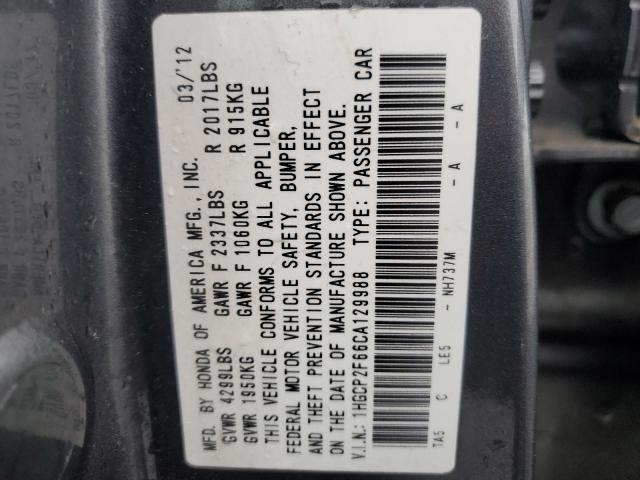 MFD. BY HONDA OF AMERICA MFG., INC. 03/'12
GVWR 4299LBS GAWR F 2337LBS R 2017LBS
GVWR 1950KG GAWR F 1060KG R 915KG
THIS VEHICLE CONFORMS TO ALL APPLICABLE
FEDERAL MOTOR VEHICLE SAFETY, BUMPER,
AND THEFT PREVENTION STANDARDS IN EFFECT
ON THE DATE OF MANUFACTURE SHOWN ABOVE.
V.I.N.: 1HGCP2F66CA129988 TYPE: PASSENGER CAR
TA5 C LE5 - NH737M - A - A